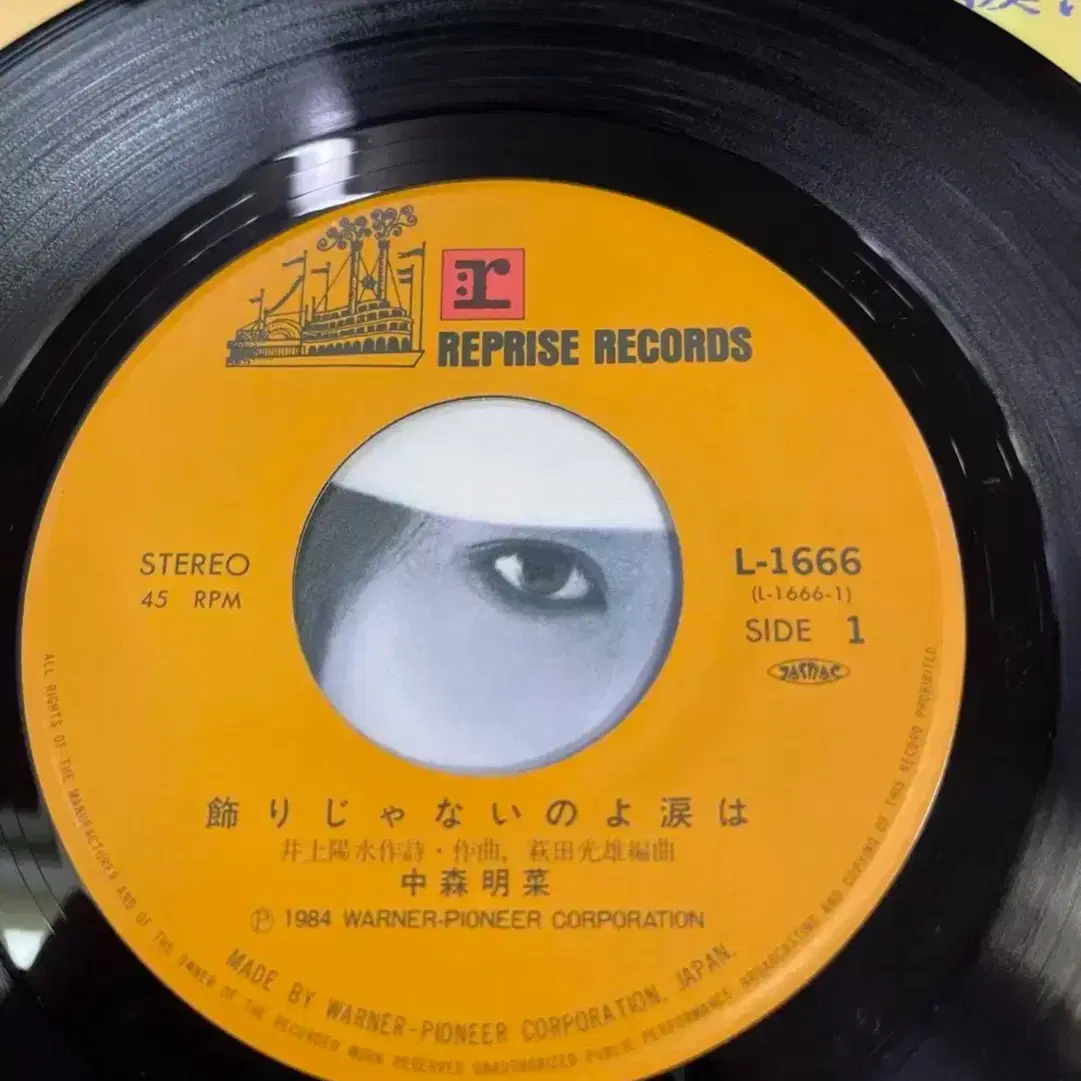 r
REPRISE RECORDS
STEREO
45 RPM
L-1666
(L-1666-1)
SIDE 1
JASRAC
飾りじゃないのよ涙は
井上陽水作詩・作曲, 萩田光雄編曲
中森明菜
Ⓟ 1984 WARNER-PIONEER CORPORATION
MADE BY WARNER-PIONEER CORPORATION, JAPAN.
ALL RIGHTS OF THE MANUFACTURER AND OF THE OWNER OF THE RECORDED WORK RESERVED UNAUTHORIZED PUBLIC PERFORMANCE BROADCASTING AND COPYING OF THIS RECORD PROHIBITED